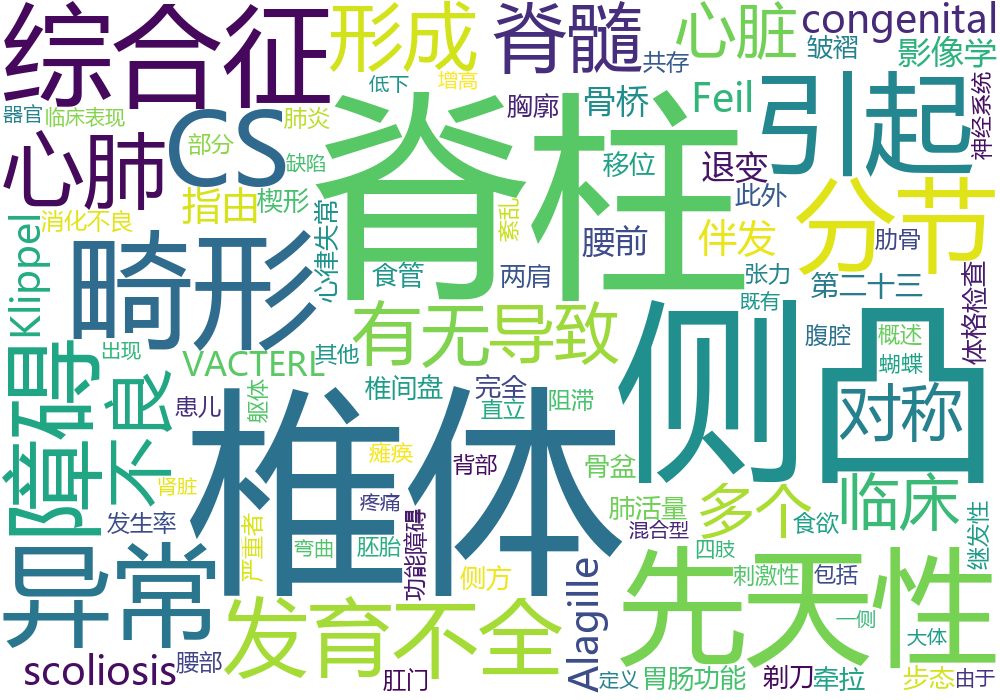 综合征
形成
脊髓
心脏
congenital
低下
增高
共存
皱褶
影像学
器官
临床表现
肺炎
胸廓
骨桥
Feil
引起
神经系统
心肺
CS
部分
缺陷
脊柱
移位
退变
此外
分节
消化不良
指由
楔形
心律失常
紊乱
腰前
伴发
肋骨
Klippel
畸形
食管
两肩
张力
第二十三
体格检查
既有
有无
导致
侧凸
腹腔
概述
蝴蝶
障碍
出现
VACTERL
其他
不良
患儿
躯体
椎间盘
完全
直立
阻滞
对称
椎体
瘫痪
背部
骨盆
肾脏
疼痛
肺活量
多个
临床
发生率
严重者
弯曲
胚胎
功能障碍
混合型
食欲
继发性
异常
侧方
四肢
刺激性
包括
先天性
发育不全
Alagille
一侧
大体
scoliosis
腰部
肛门
定义
胃肠功能
剃刀
牵拉
步态
由于